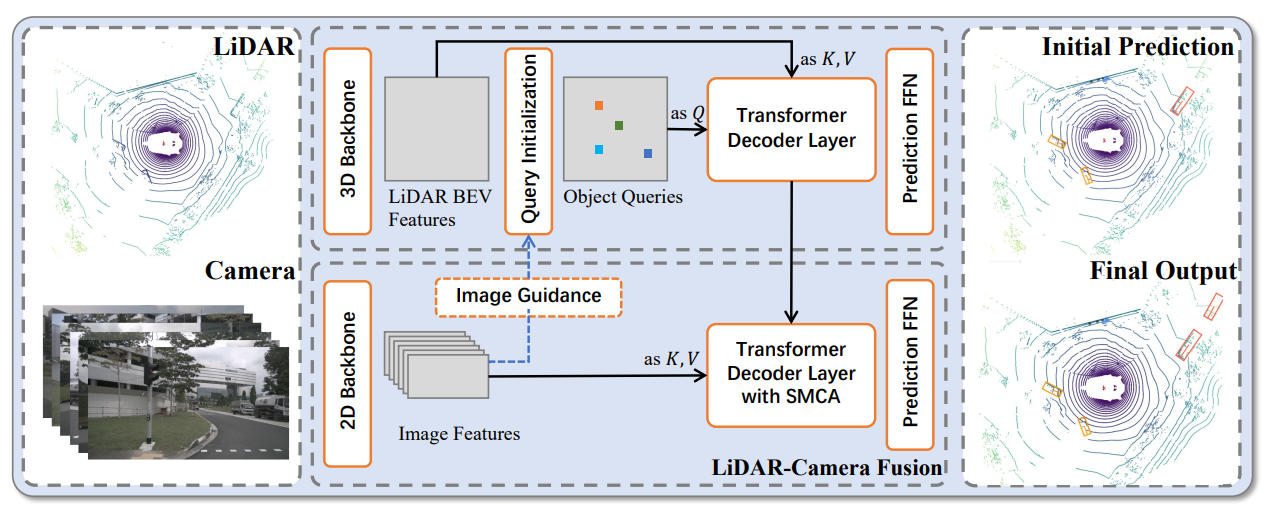 LiDAR
Camera
3D Backbone
LiDAR BEV
Features
Query Initialization
Object Queries
as Q
as K, V
Transformer
Decoder Layer
Prediction FFN
Image Guidance
2D Backbone
Image Features
as K, V
Transformer
Decoder Layer
with SMCA
Prediction FFN
LiDAR-Camera Fusion
Initial Prediction
Final Output